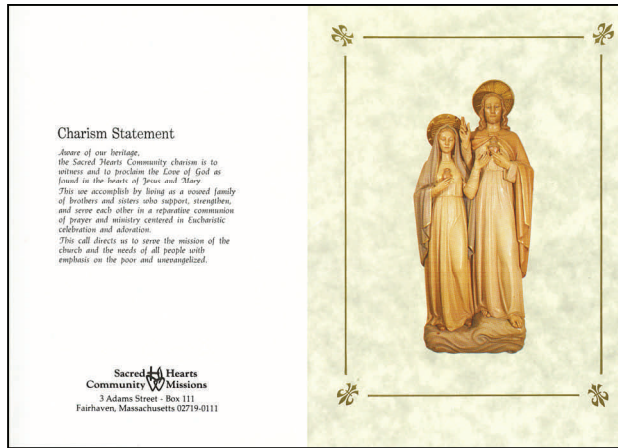 Charism Statement
Aware of our heritage,
the Sacred Hearts Community charism is to
witness and to proclaim the Love of God as
found in the hearts of Jesus and Mary
This we accomplish by living as a vowed family
of brothers and sisters who support, strengthen,
and serve each other in a reparative communion
of prayer and ministry centered in Eucharistic
celebration and adoration.
This call directs us to serve the mission of the
church and the needs of all people with
emphasis on the poor and unevangelized.
Sacred Hearts
Community Missions
3 Adams Street - Box 111
Fairhaven, Massachusetts 02719-0111